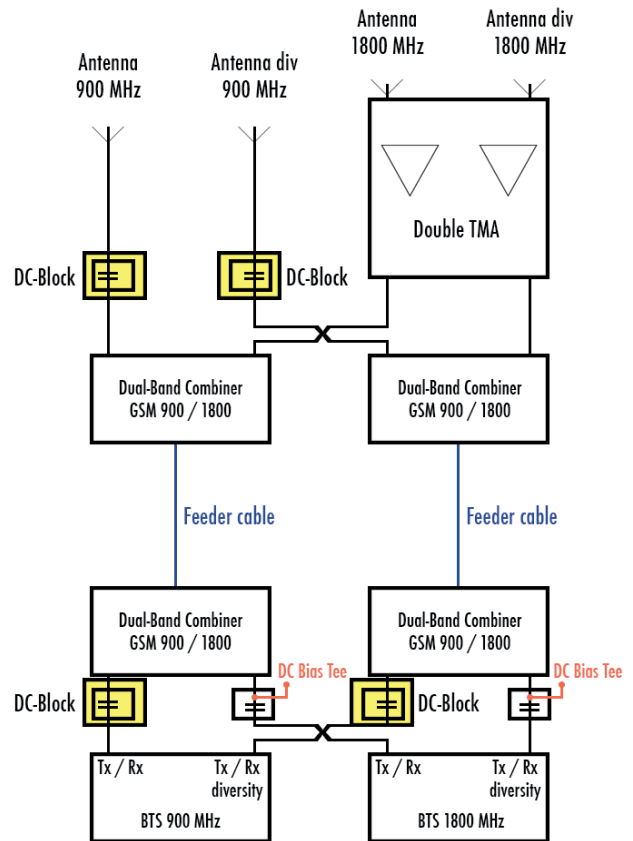 Antenna
900 MHz
Antenna div
900 MHz
Antenna
1800 MHz
Antenna div
1800 MHz
Double TMA
DC-Block
DC-Block
Dual-Band Combiner
GSM 900 / 1800
Dual-Band Combiner
GSM 900 / 1800
Feeder cable
Feeder cable
Dual-Band Combiner
GSM 900 / 1800
Dual-Band Combiner
GSM 900 / 1800
DC Bias Tee
DC Bias Tee
DC-Block
DC-Block
Tx / Rx
Tx / Rx
diversity
BTS 900 MHz
Tx / Rx
Tx / Rx
diversity
BTS 1800 MHz